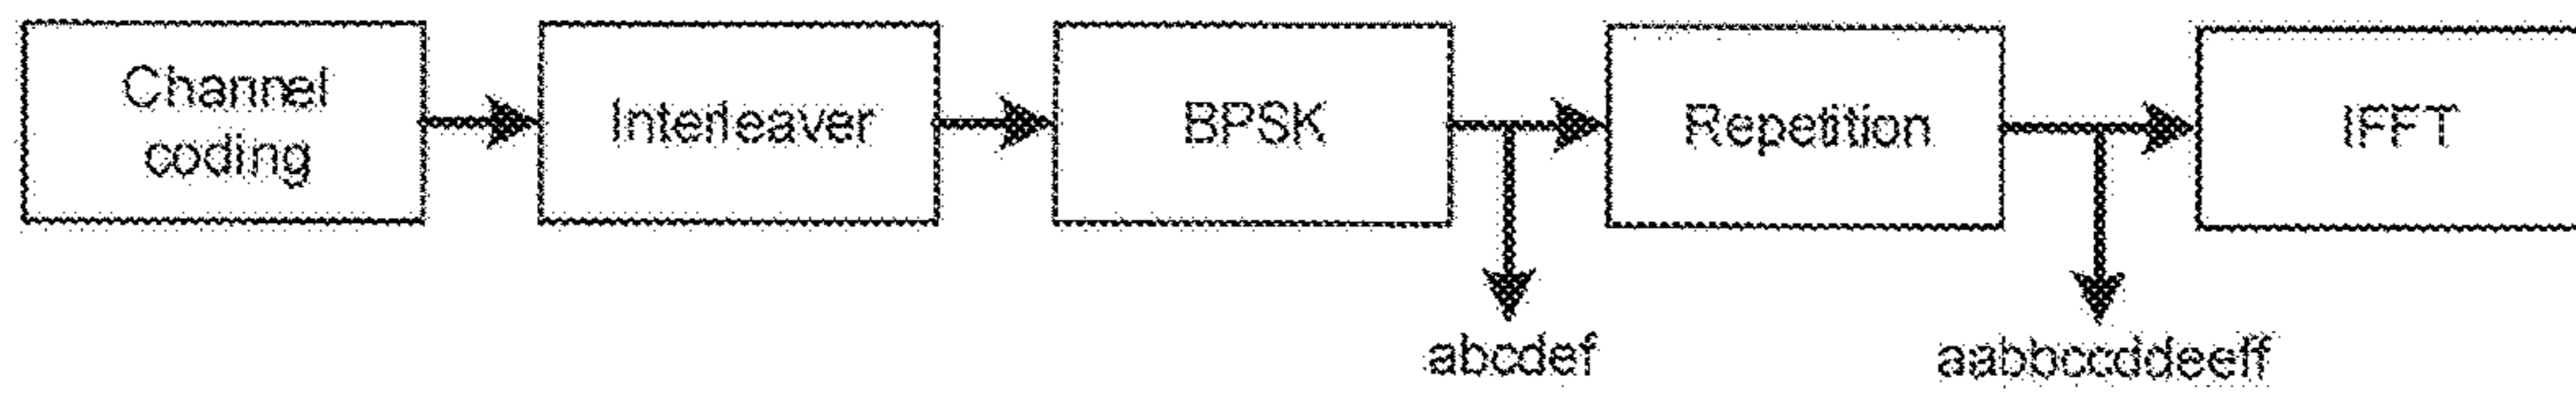 Channel
coding
Interleaver
BPSK
Repetition
IFFT
abcdef
aabbccddeeff